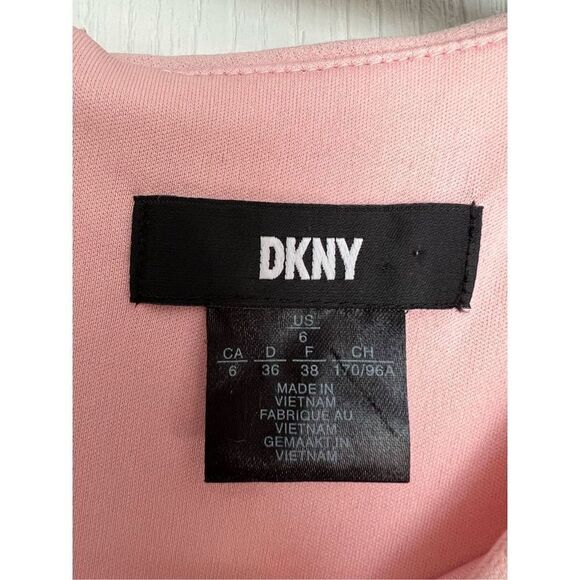 DKNY
US
6
CA D F CH
6 36 38 170/96A
MADE IN
VIETNAM
FABRIQUE AU
VIETNAM
GEMAAKT IN
VIETNAM